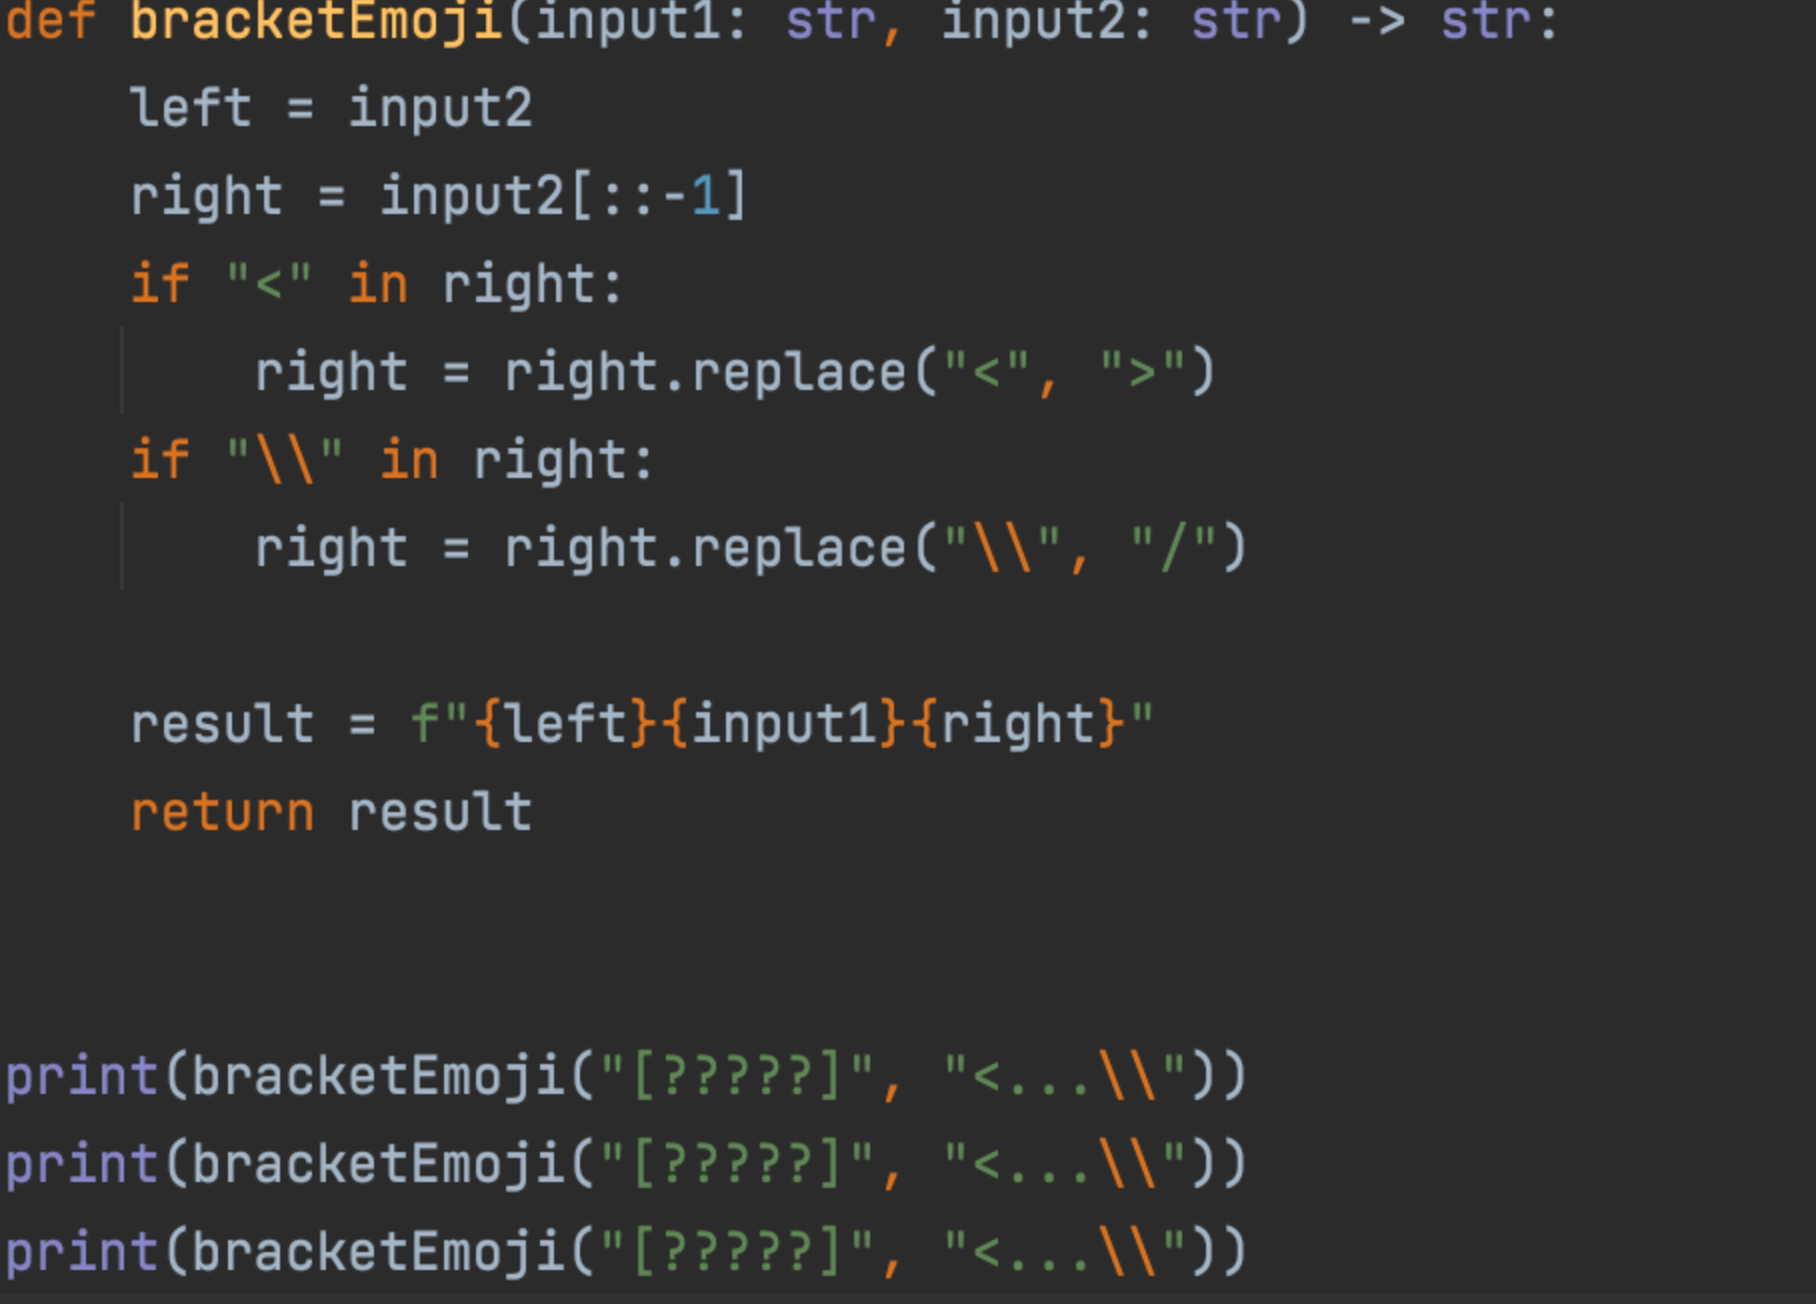 def bracketEmoji(input1: str, input2: str) -> str:
    left = input2
    right = input2[::-1]
    if "<" in right:
        right = right.replace("<", ">")
    if "\\" in right:
        right = right.replace("\\", "/")
    result = f"{left}{input1}{right}"
    return result
print(bracketEmoji("[?????]", "<...\\"))
print(bracketEmoji("[?????]", "<...\\"))
print(bracketEmoji("[?????]", "<...\\"))